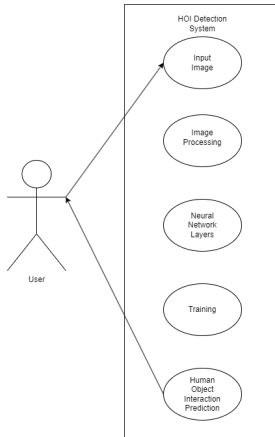 HOI Detection
System
Input
Image
Image
Processing
Neural
Network
Layers
User
Training
Human
Object
Interaction
Prediction